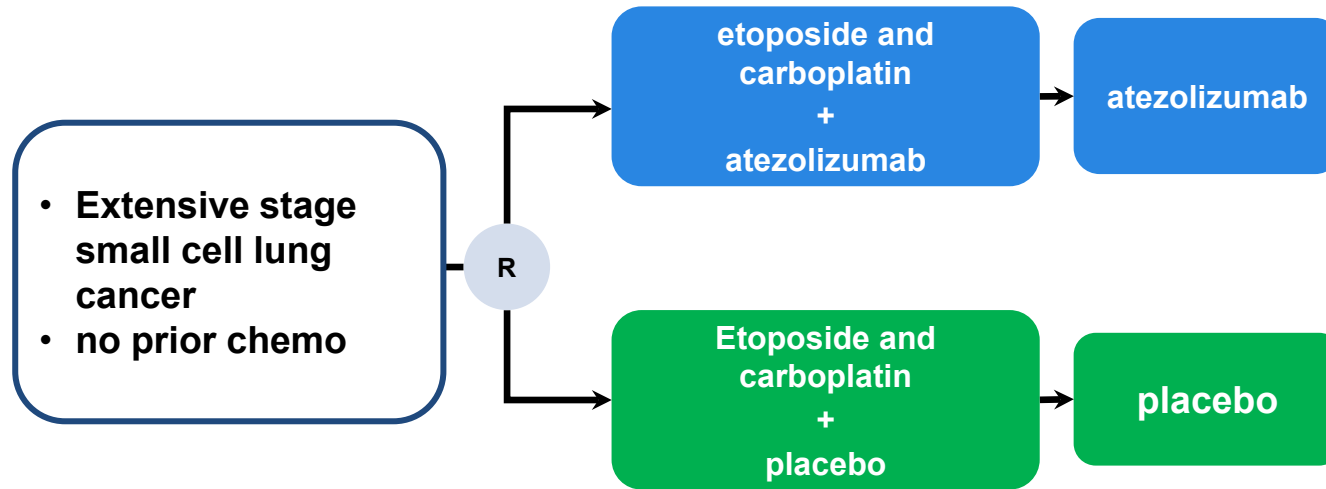 • Extensive stage
small cell lung
cancer
• no prior chemo
R
etoposide and
carboplatin
+
atezolizumab
atezolizumab
Etoposide and
carboplatin
+
placebo
placebo